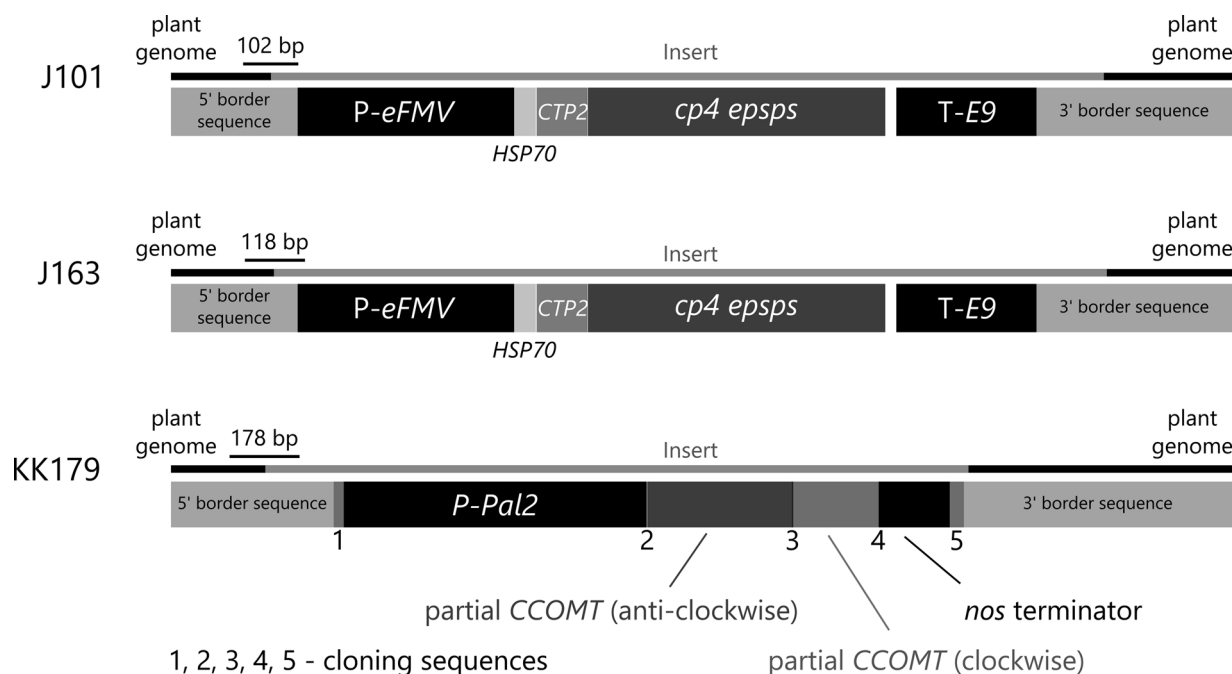 plant
genome
102 bp
Insert
plant
genome
J101
5' border
sequence
P-eFMV
CTP2
cp4 epsps
T-E9
3' border sequence
HSP70
plant
genome
118 bp
Insert
plant
genome
J163
5' border
sequence
P-eFMV
CTP2
cp4 epsps
T-E9
3' border sequence
HSP70
plant
genome
178 bp
Insert
plant
genome
KK179
5' border sequence
P-Pal2
3' border sequence
1
2
3
4
5
partial CCOMT (anti-clockwise)
nos terminator
1, 2, 3, 4, 5 - cloning sequences
partial CCOMT (clockwise)